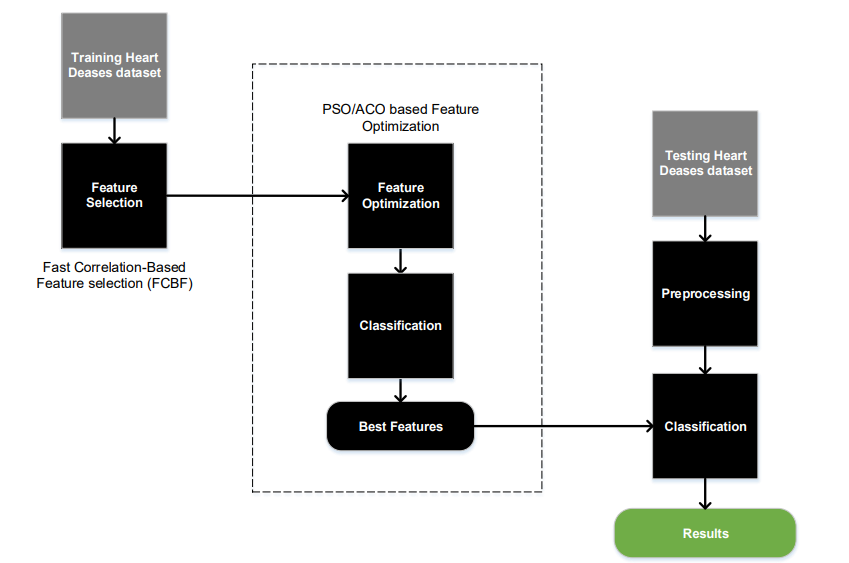 Training Heart
Deases dataset
Feature
Selection
Fast Correlation-Based
Feature selection (FCBF)
PSO/ACO based Feature
Optimization
Feature
Optimization
Classification
Best Features
Testing Heart
Deases dataset
Preprocessing
Classification
Results